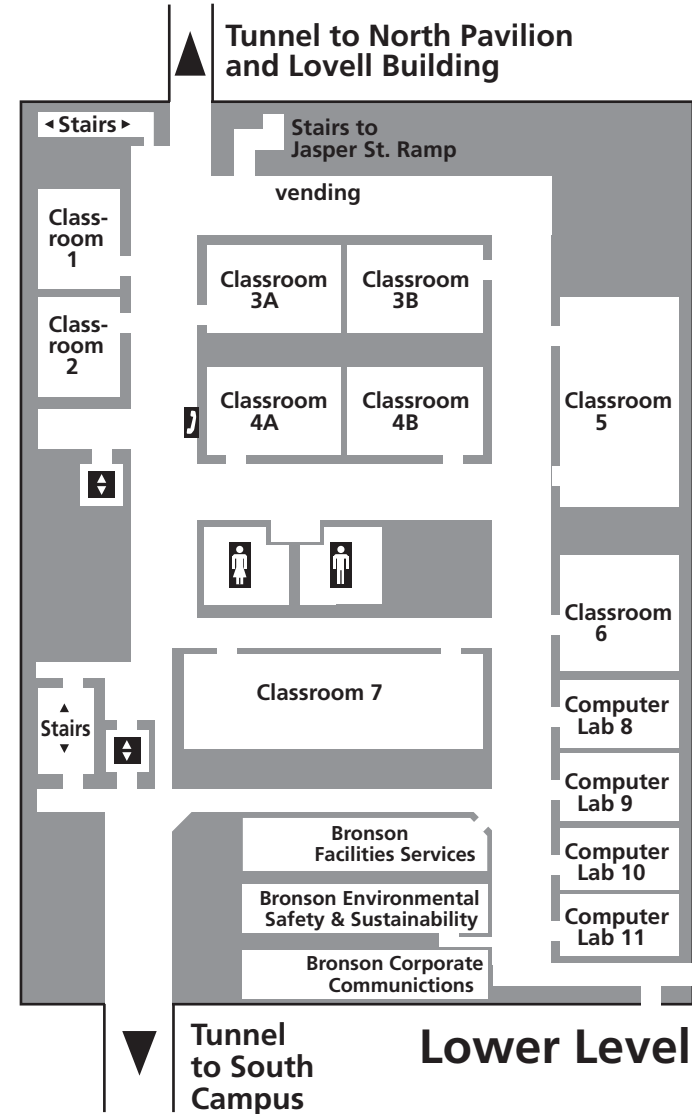 Tunnel to North Pavilion
and Lovell Building
Stairs
Stairs to
Jasper St. Ramp
vending
Class-
room
1
Classroom
3A
Classroom
3B
Class-
room
2
Classroom
4A
Classroom
4B
Classroom
5
Classroom
6
Classroom 7
Stairs
Computer
Lab 8
Computer
Lab 9
Bronson
Facilities Services
Computer
Lab 10
Bronson Environmental
Safety & Sustainability
Computer
Lab 11
Bronson Corporate
Communictions
Tunnel
to South
Campus
Lower Level